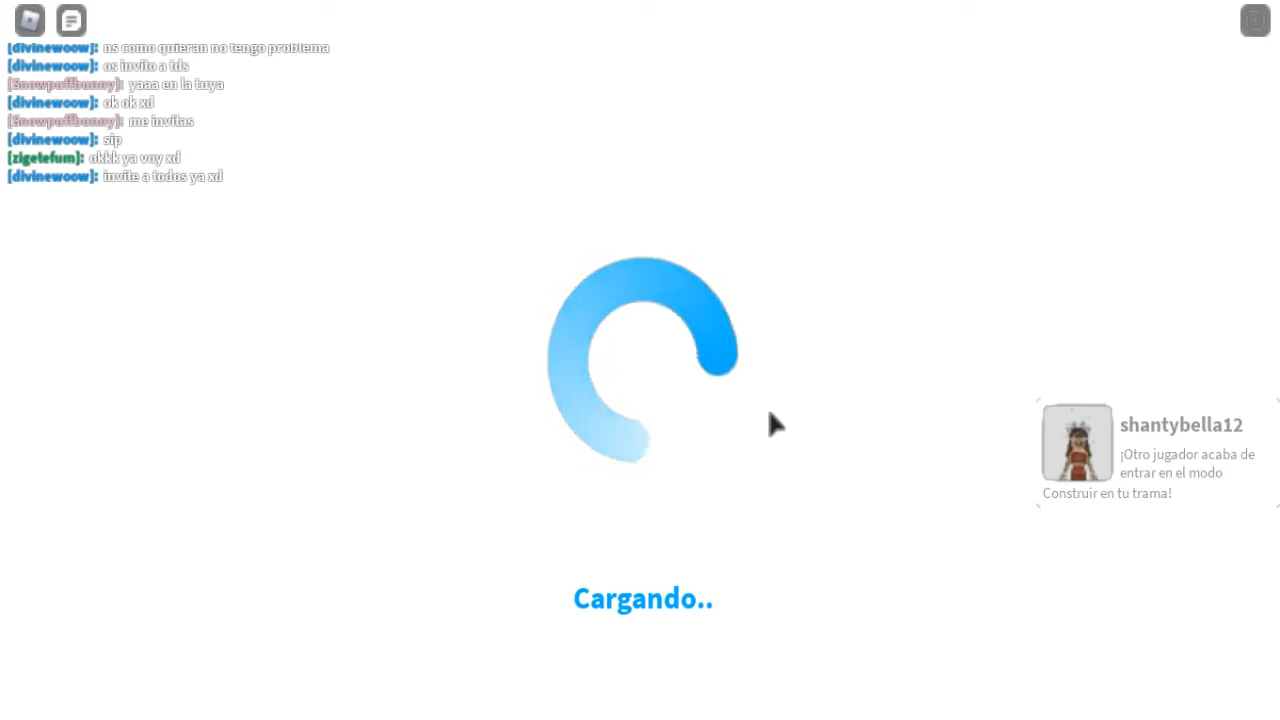 [divinewoow]: ns como quieran no tengo problema
[divinewoow]: os invito a tds
[Snowpuffbunny]: yaaa en la tuya
[divinewoow]: ok ok xd
[Snowpuffbunny]: me invitas
[divinewoow]: sip
[zigetefum]: okkk ya voy xd
[divinewoow]: invite a todos ya xd
shantybella12
¡Otro jugador acaba de
entrar en el modo
Construir en tu trama!
Cargando..